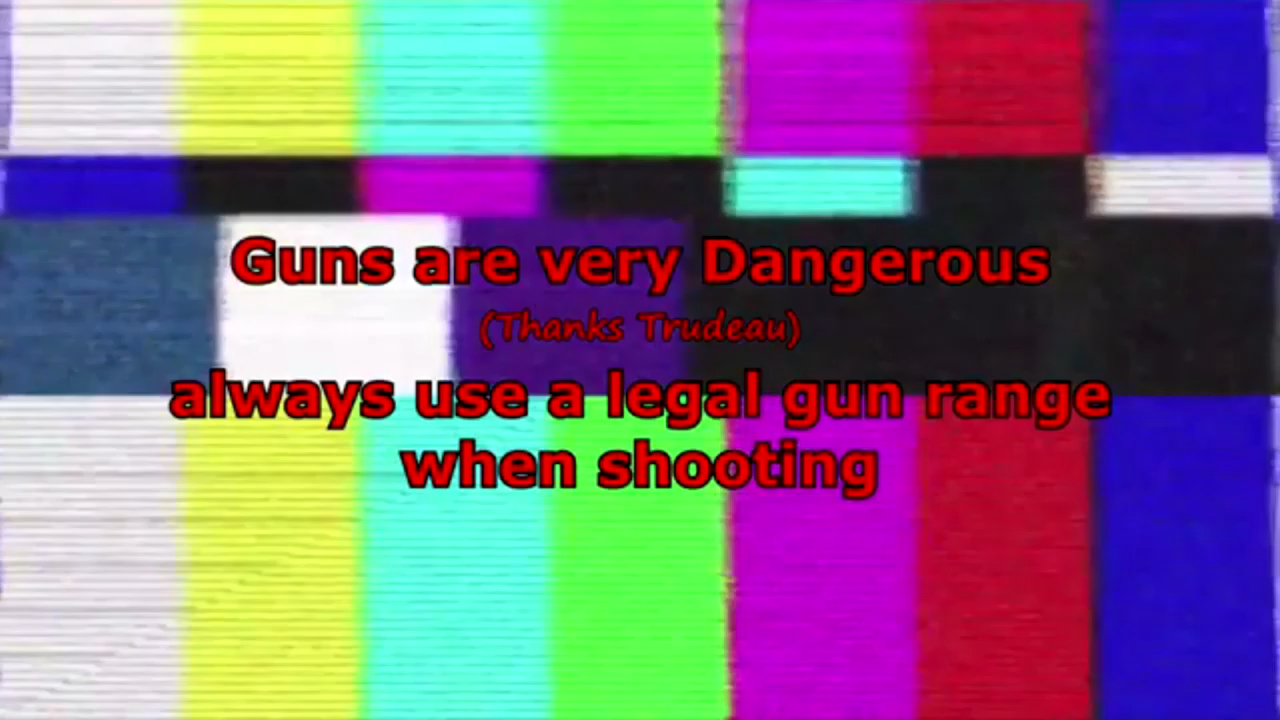 Guns are very Dangerous
(Thanks Trudeau)
always use a legal gun range
when shooting